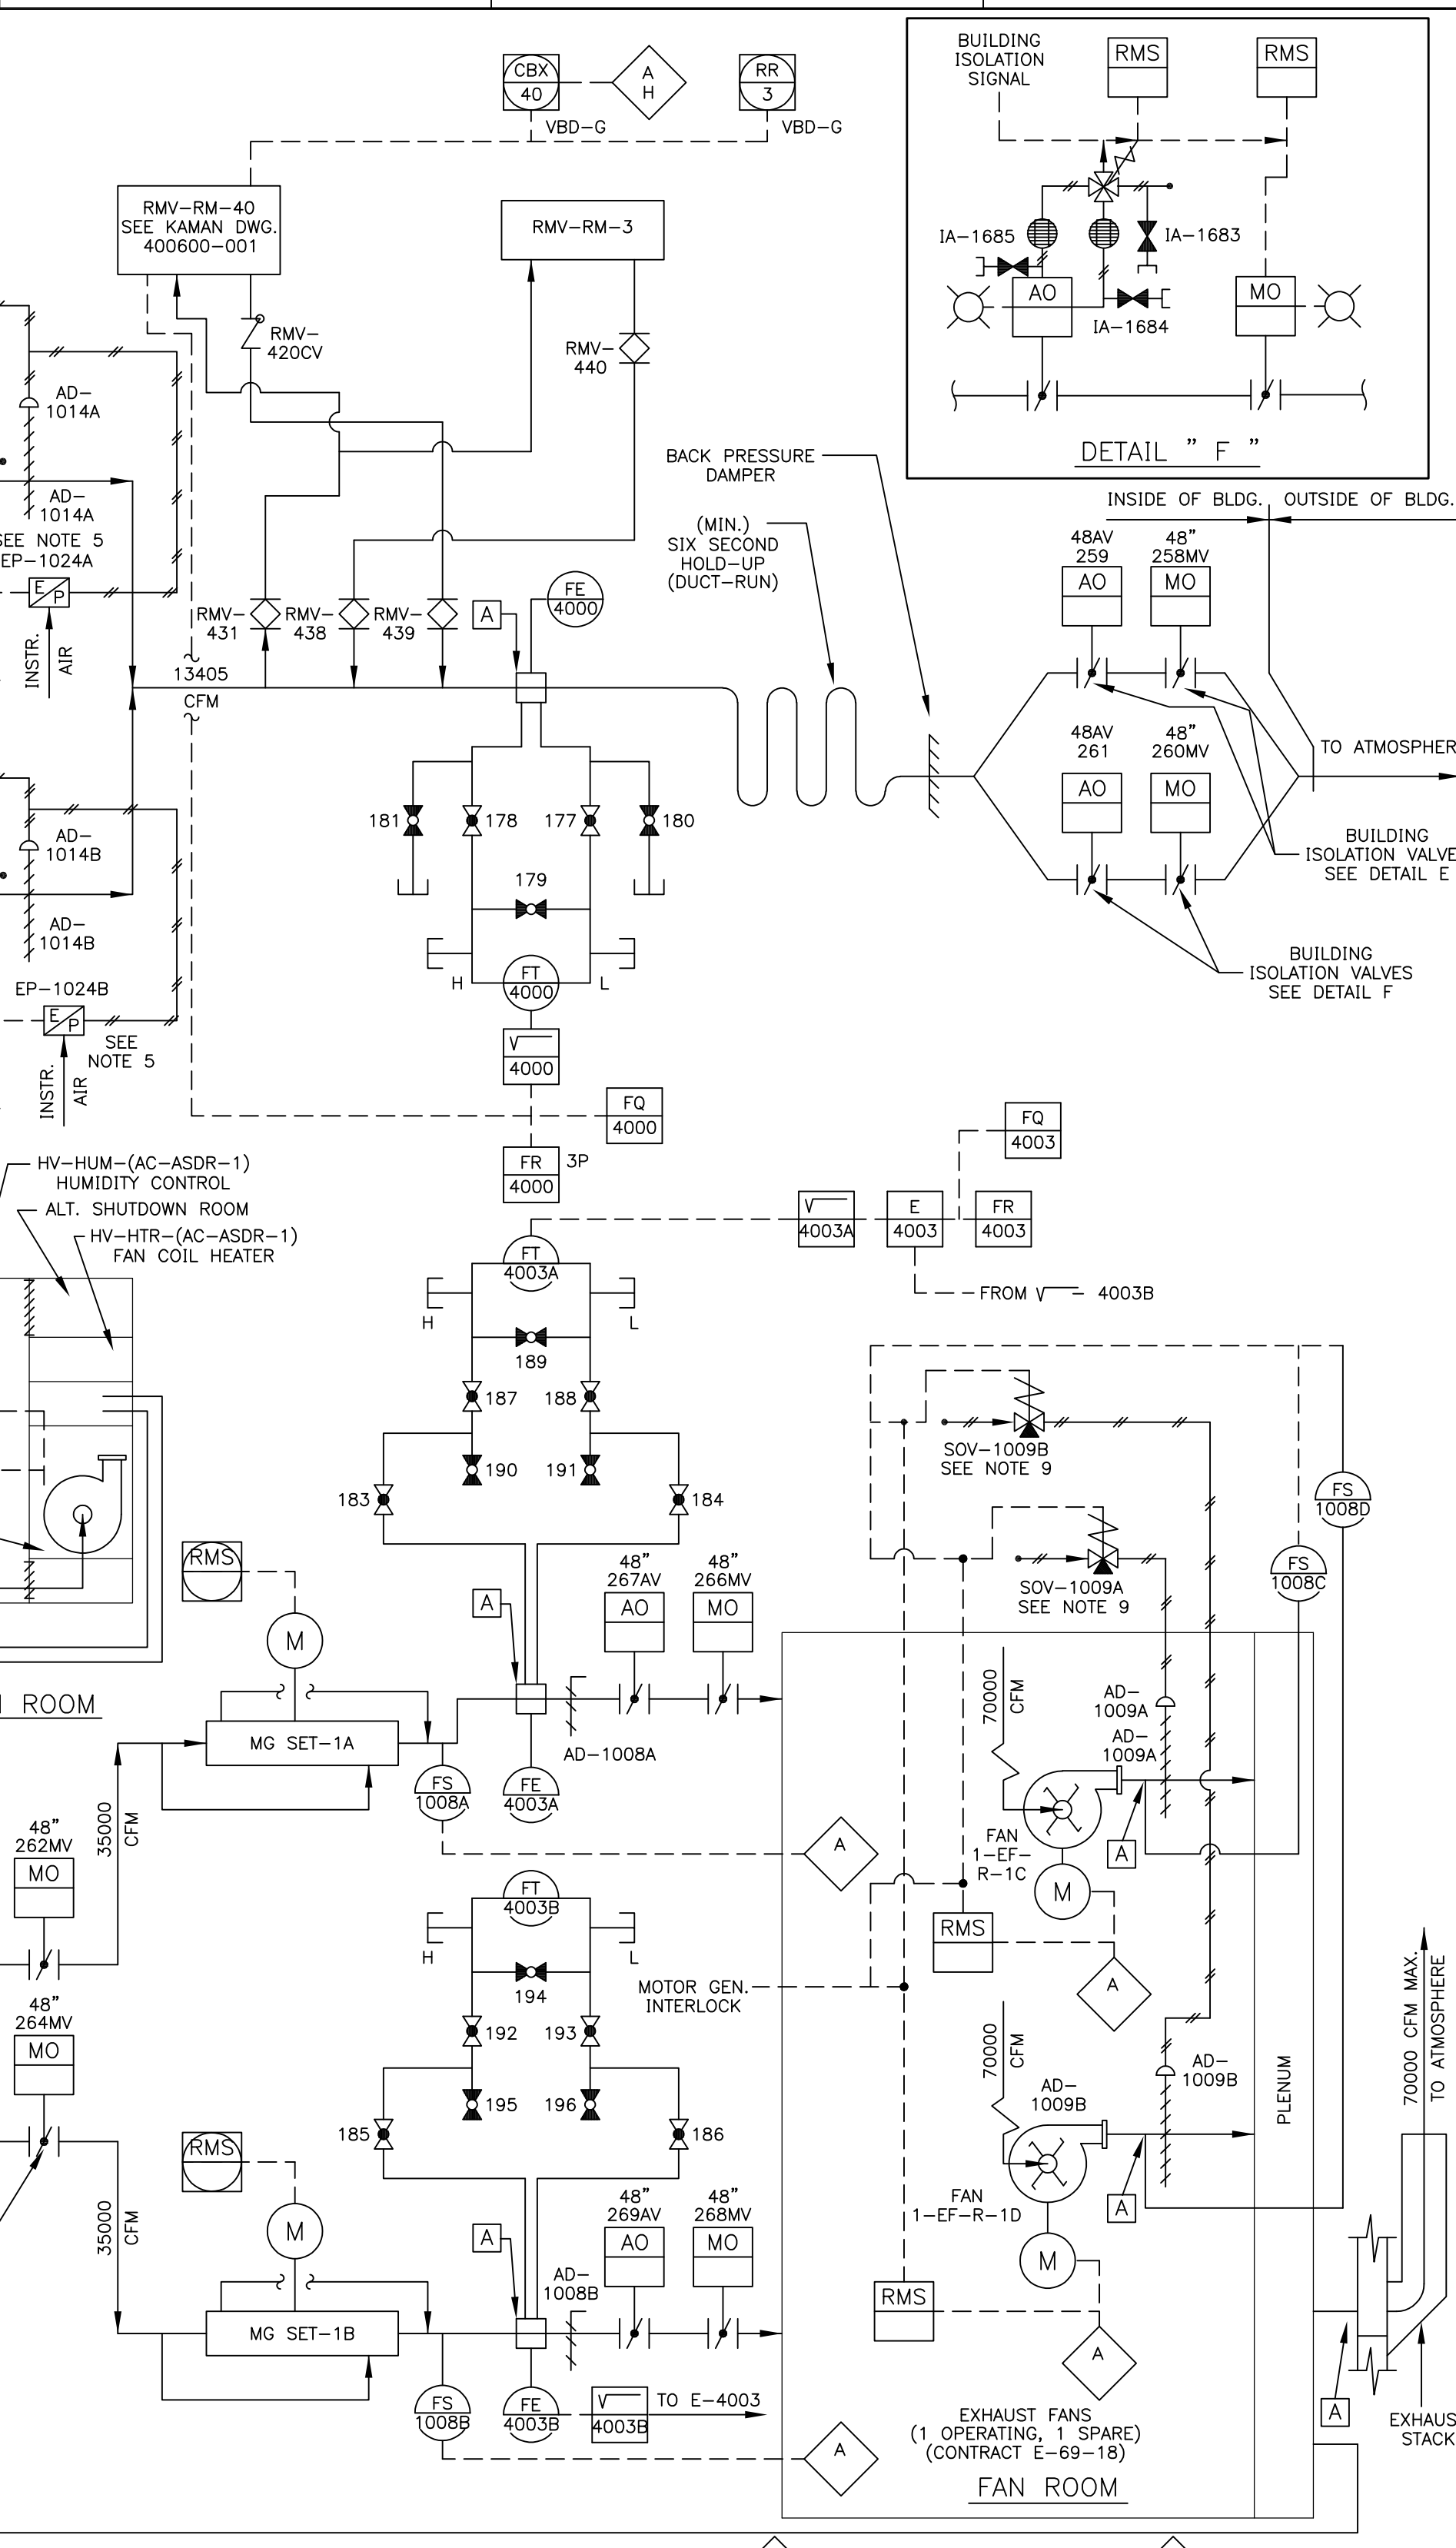 BUILDING
ISOLATION
SIGNAL
RMS
RMS
IA-1685
IA-1683
AO
MO
IA-1684
DETAIL " F "
CBX
40
A
H
RR
3
VBD-G
VBD-G
RMV-RM-40
SEE KAMAN DWG.
400600-001
RMV-RM-3
RMV-
420CV
RMV-
440
AD-
1014A
AD-
1014A
SEE NOTE 5
EP-1024A
E
P
INSTR.
AIR
BACK PRESSURE
DAMPER
(MIN.)
SIX SECOND
HOLD-UP
(DUCT-RUN)
INSIDE OF BLDG.
OUTSIDE OF BLDG.
48AV
259
AO
48"
258MV
MO
RMV-
431
RMV-
438
RMV-
439
A
FE
4000
13405
CFM
TO ATMOSPHER
48AV
261
AO
48"
260MV
MO
BUILDING
ISOLATION VALVE
SEE DETAIL E
BUILDING
ISOLATION VALVES
SEE DETAIL F
181
178
177
180
179
H
FT
4000
L
AD-
1014B
AD-
1014B
EP-1024B
E
P
SEE
NOTE 5
INSTR.
AIR
√
4000
FQ
4000
FR
4000
3P
FQ
4003
√
4003A
E
4003
FR
4003
FROM √ - 4003B
HV-HUM-(AC-ASDR-1)
HUMIDITY CONTROL
ALT. SHUTDOWN ROOM
HV-HTR-(AC-ASDR-1)
FAN COIL HEATER
FT
4003A
H
L
189
187
188
190
191
183
184
SOV-1009B
SEE NOTE 9
SOV-1009A
SEE NOTE 9
FS
1008D
FS
1008C
RMS
M
A
48"
267AV
AO
48"
266MV
MO
ROOM
MG SET-1A
AD-1008A
FS
1008A
FE
4003A
A
35000
CFM
48"
262MV
MO
70000
CFM
AD-
1009A
AD-
1009A
FAN
1-EF-
R-1C
A
M
RMS
A
FT
4003B
H
L
194
192
193
195
196
185
186
MOTOR GEN.
INTERLOCK
48"
264MV
MO
70000
CFM
AD-
1009B
AD-
1009B
PLENUM
FAN
1-EF-R-1D
A
M
RMS
A
70000 CFM MAX.
TO ATMOSPHERE
RMS
M
35000
CFM
A
AD-
1008B
48"
269AV
AO
48"
268MV
MO
MG SET-1B
FS
1008B
FE
4003B
√
4003B
TO E-4003
A
EXHAUST FANS
(1 OPERATING, 1 SPARE)
(CONTRACT E-69-18)
FAN ROOM
A
EXHAUS
STACK